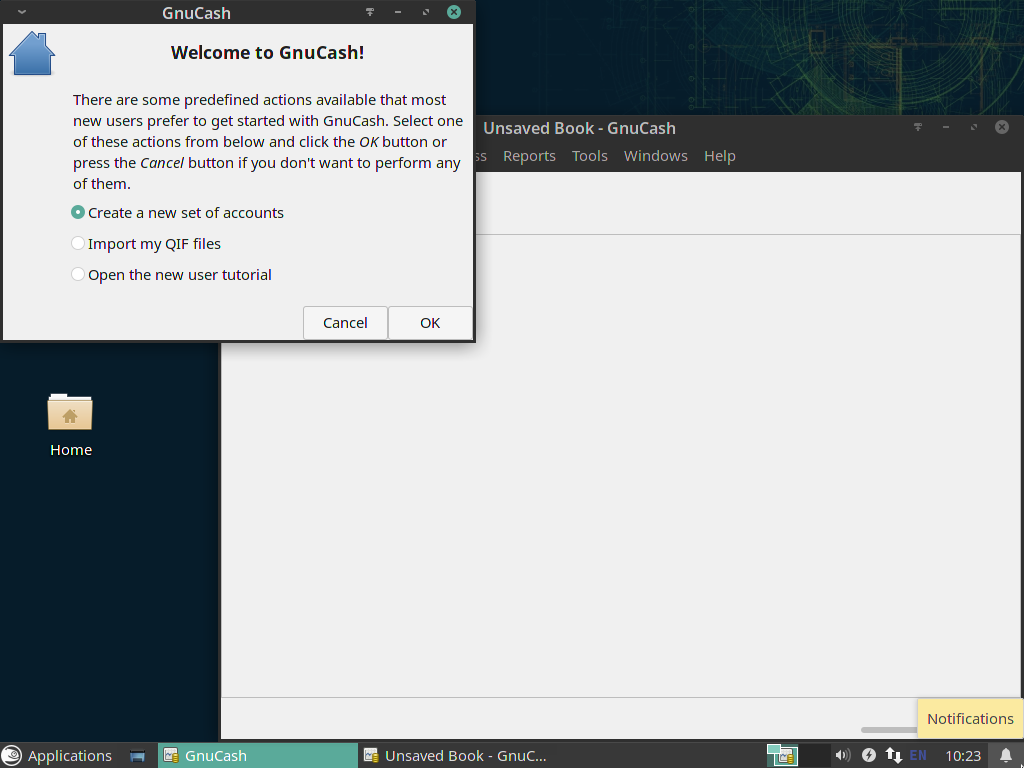 GnuCash
Welcome to GnuCash!
There are some predefined actions available that most
new users prefer to get started with GnuCash. Select one
of these actions from below and click the OK button or
press the Cancel button if you don't want to perform any
of them.
Create a new set of accounts
Import my QIF files
Open the new user tutorial
Cancel OK
Unsaved Book - GnuCash
ss Reports Tools Windows Help
Home
Notifications
Applications GnuCash Unsaved Book - GnuC... EN 10:23